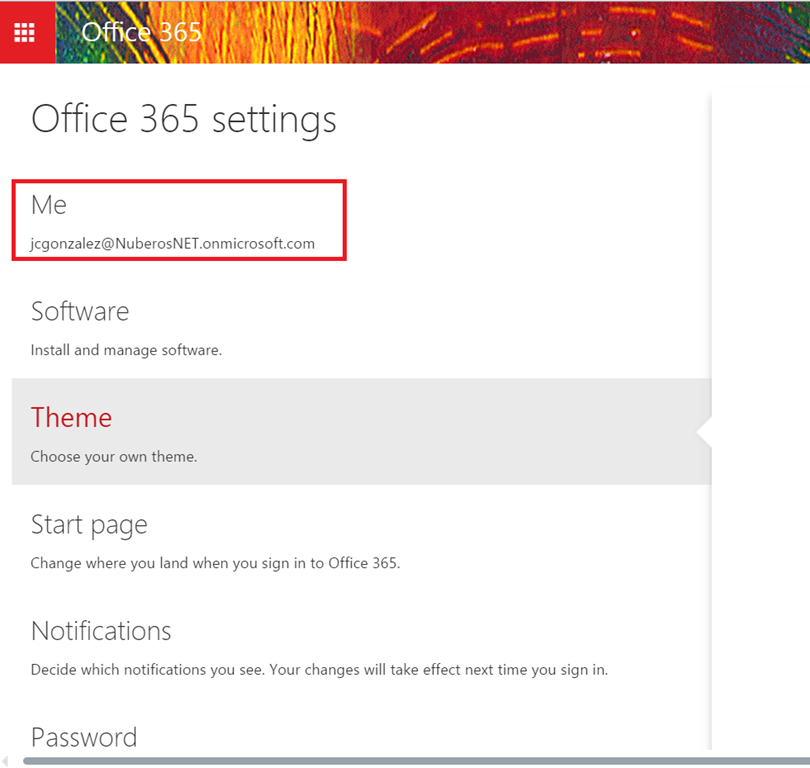 Office 365
Office 365 settings
Me
jcgonzalez@NuberosNET.onmicrosoft.com
Software
Install and manage software.
Theme
Choose your own theme.
Start page
Change where you land when you sign in to Office 365.
Notifications
Decide which notifications you see. Your changes will take effect next time you sign in.
Password